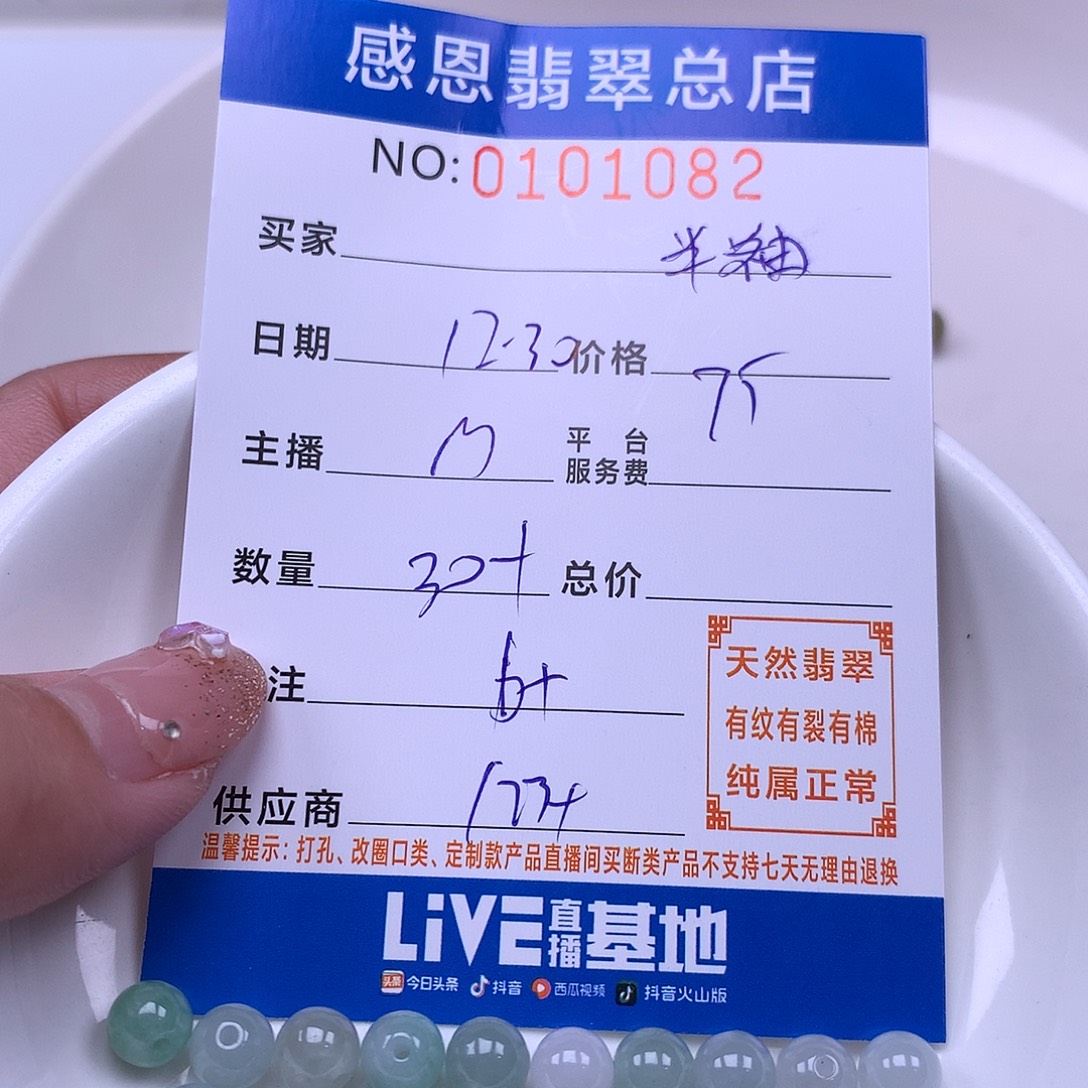 感恩翡翠总店
NO:0101082
买家 半袖
日期 12.30 价格 75
主播 平台服务费
数量 30+ 总价
注 6+
供应商
天然翡翠
有纹有裂有棉
纯属正常
温馨提示：打孔、改圈口类、定制款产品直播间买断类产品不支持七天无理由退换
LiVE直播基地
头条 今日头条 抖音 西瓜视频 抖音火山版